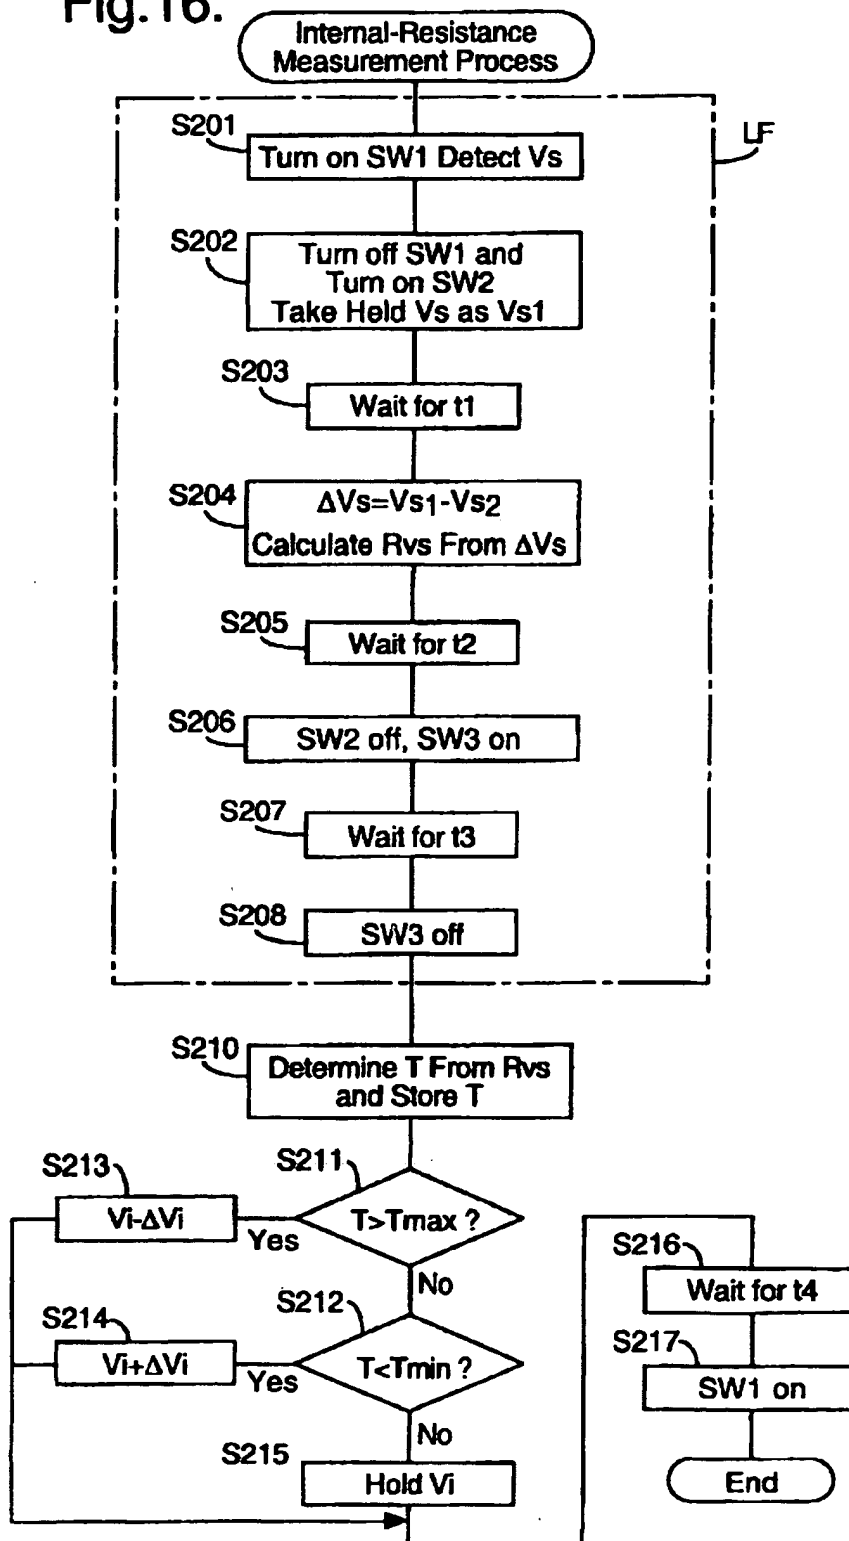 Fig.16.
Internal-Resistance
Measurement Process
LF
S201
Turn on SW1 Detect Vs
S202
Turn off SW1 and
Turn on SW2
Take Held Vs as Vs1
S203
Wait for t1
S204
ΔVs=Vs1-Vs2
Calculate Rvs From ΔVs
S205
Wait for t2
S206
SW2 off, SW3 on
S207
Wait for t3
S208
SW3 off
S210
Determine T From Rvs
and Store T
S211
T>Tmax ?
Yes
No
S213
Vi-ΔVi
S212
T<Tmin ?
Yes
No
S214
Vi+ΔVi
S215
Hold Vi
S216
Wait for t4
S217
SW1 on
End